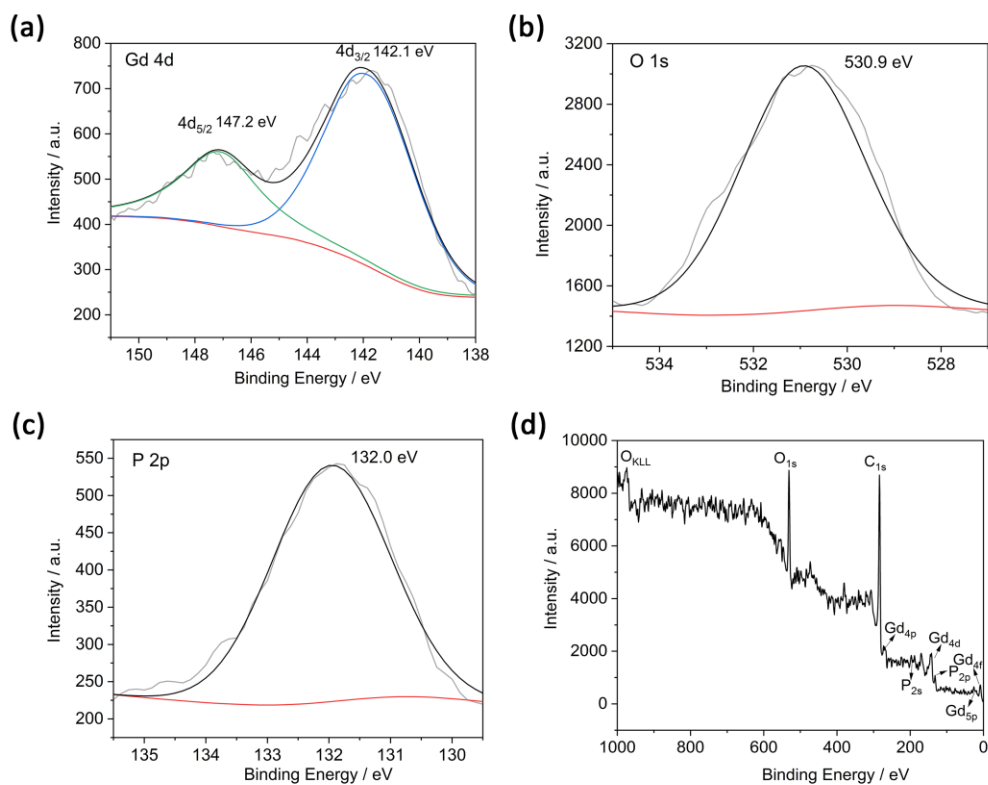 (a)
Gd 4d
4d3/2 142.1 eV
4d5/2 147.2 eV
Intensity / a.u.
800
700
600
500
400
300
200
150 148 146 144 142 140 138
Binding Energy / eV
(b)
O 1s
530.9 eV
Intensity / a.u.
3200
2800
2400
2000
1600
1200
534 532 530 528
Binding Energy / eV
(c)
P 2p
132.0 eV
Intensity / a.u.
550
500
450
400
350
300
250
200
135 134 133 132 131 130
Binding Energy / eV
(d)
OKLL
O1s
C1s
Gd4p
Gd4d
P2s
P2p
Gd4f
Gd5p
Intensity / a.u.
10000
8000
6000
4000
2000
0
1000 800 600 400 200 0
Binding Energy / eV